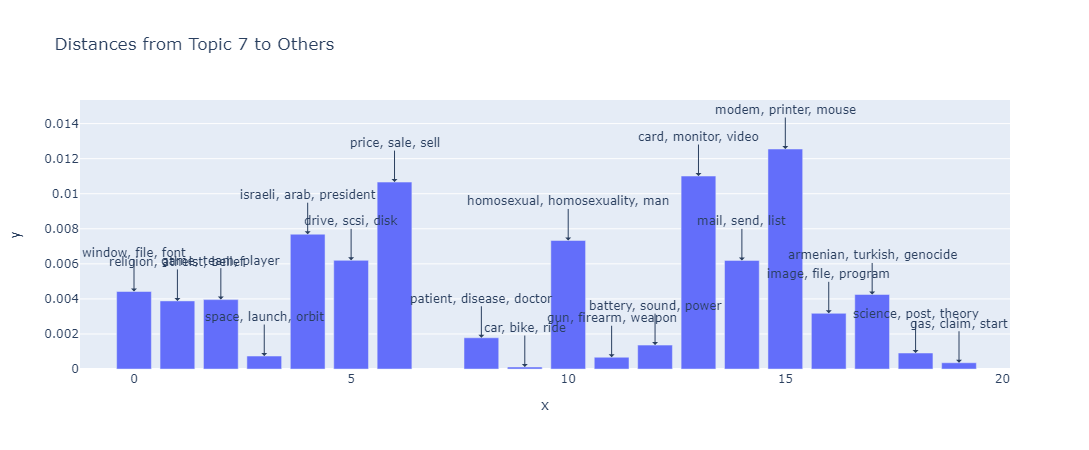 Distances from Topic 7 to Others
modem, printer, mouse
0.014
card, monitor, video
price, sale, sell
0.012
israeli, arab, president
0.01
homosexual, homosexuality, man
drive, scsi, disk
mail, send, list
0.008
window, file, font
armenian, turkish, genocide
religion, atheist, belief
game, team, player
0.006
image, file, program
patient, disease, doctor
battery, sound, power
0.004
space, launch, orbit
gun, firearm, weapon
science, post, theory
car, bike, ride
gas, claim, start
0.002
0
y
0
5
10
15
20
x